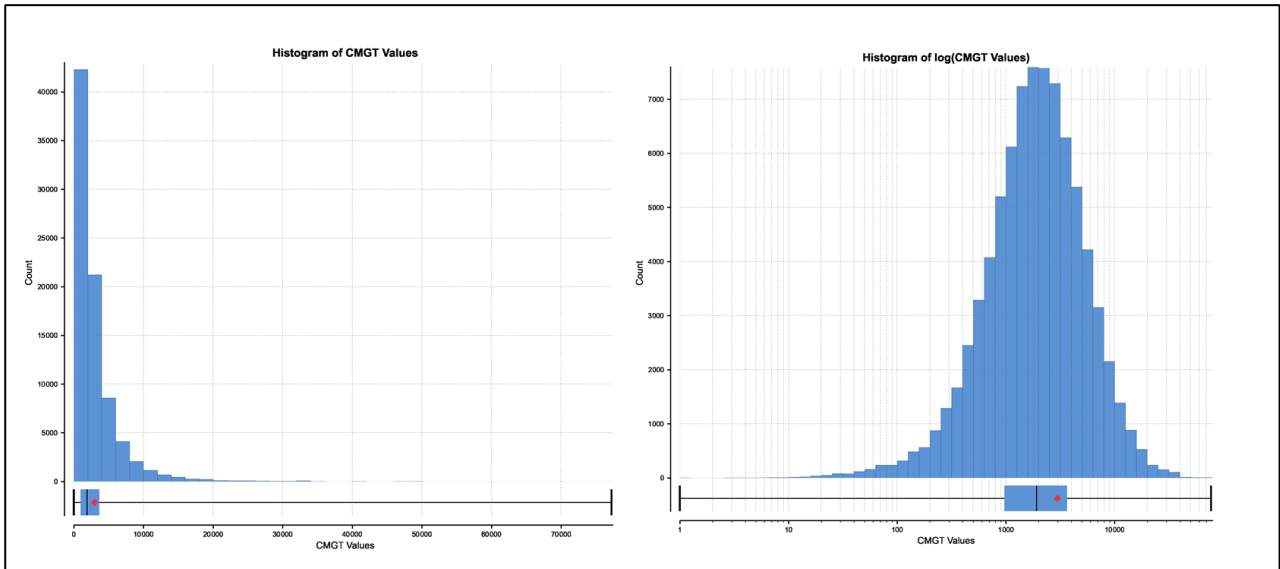 Histogram of CMGT Values
Count
40000
35000
30000
25000
20000
15000
10000
5000
0
0 10000 20000 30000 40000 50000 60000 70000
CMGT Values
Histogram of log(CMGT Values)
Count
7000
6000
5000
4000
3000
2000
1000
0
1 10 100 1000 10000
CMGT Values